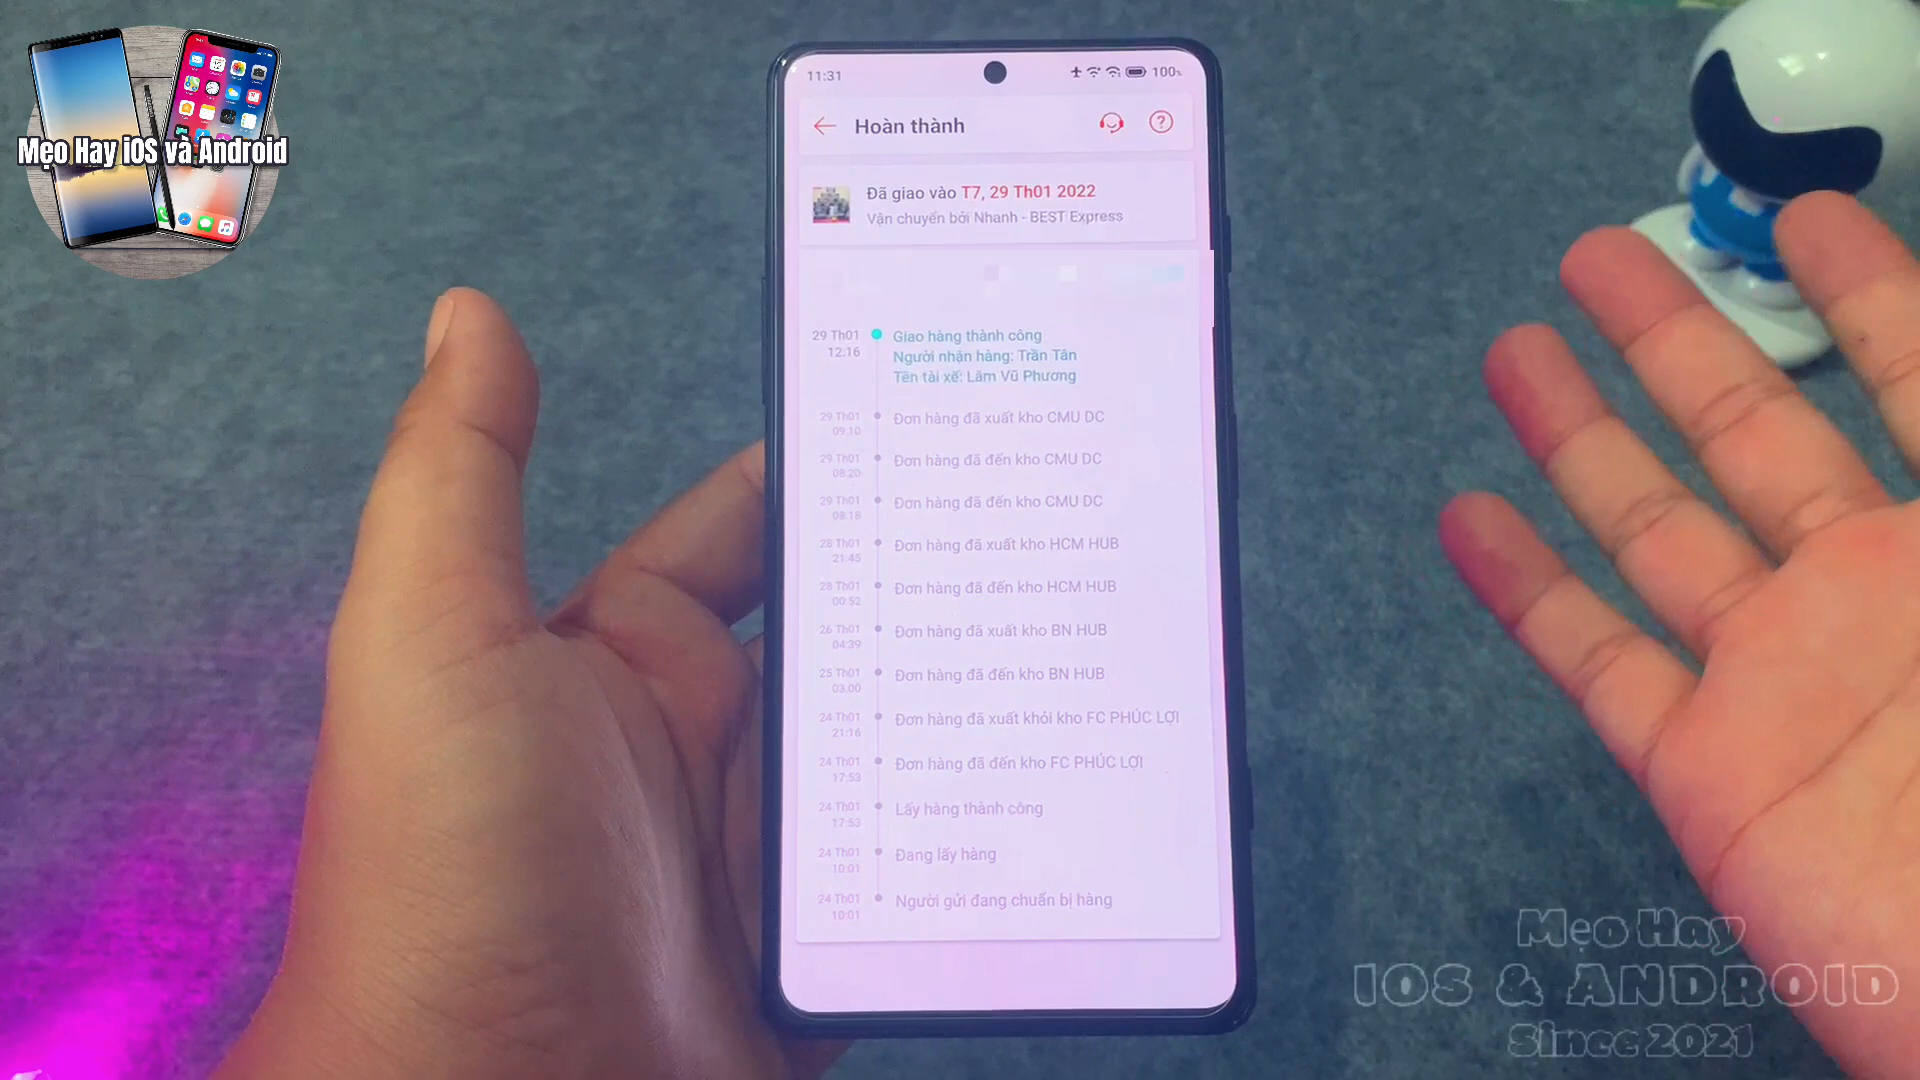 Mẹo Hay iOS và Android
11:31
100%
Hoàn thành
Đã giao vào T7, 29 Th01 2022
Vận chuyển bởi Nhanh - BEST Express
29 Th01 Giao hàng thành công
12:16 Người nhận hàng: Trần Tân
Tên tài xế: Lâm Vũ Phương
29 Th01 Đơn hàng đã xuất kho CMU DC
09:10
29 Th01 Đơn hàng đã đến kho CMU DC
08:20
29 Th01 Đơn hàng đã đến kho CMU DC
08:18
28 Th01 Đơn hàng đã xuất kho HCM HUB
21:45
28 Th01 Đơn hàng đã đến kho HCM HUB
00:52
26 Th01 Đơn hàng đã xuất kho BN HUB
04:39
25 Th01 Đơn hàng đã đến kho BN HUB
03:00
24 Th01 Đơn hàng đã xuất khỏi kho FC PHÚC LỢI
21:16
24 Th01 Đơn hàng đã đến kho FC PHÚC LỢI
17:53
24 Th01 Lấy hàng thành công
17:53
24 Th01 Đang lấy hàng
10:01
24 Th01 Người gửi đang chuẩn bị hàng
10:01
Mẹo Hay
IOS & ANDROID
Since 2021